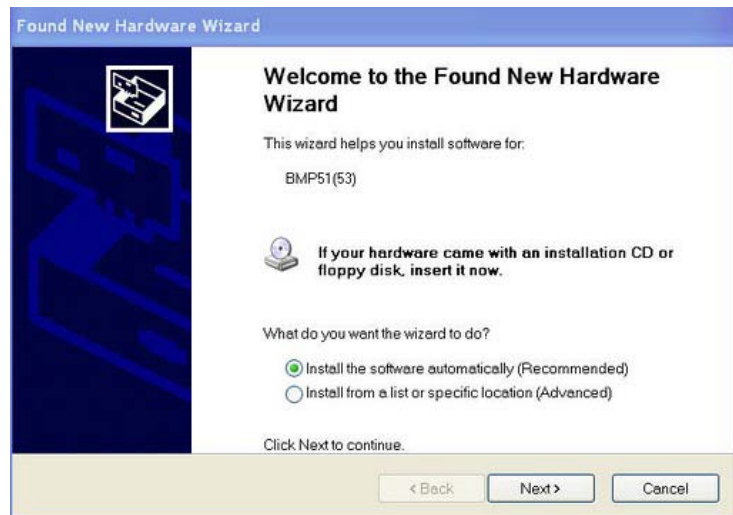 Found New Hardware Wizard
Welcome to the Found New Hardware
Wizard
This wizard helps you install software for:
BMP51(53)
If your hardware came with an installation CD or
floppy disk, insert it now.
What do you want the wizard to do?
Install the software automatically (Recommended)
Install from a list or specific location (Advanced)
Click Next to continue.
< Back
Next >
Cancel